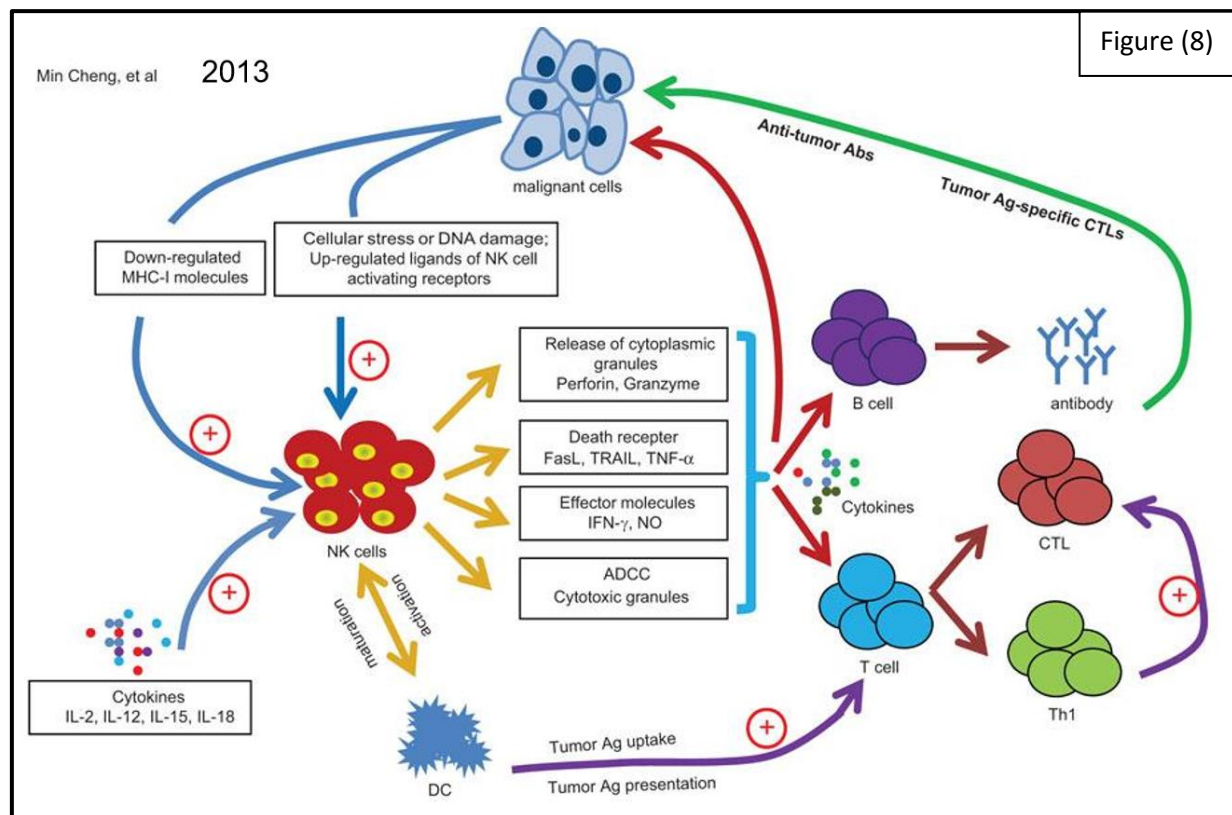 Figure (8)
Min Cheng, et al 2013
malignant cells
Anti-tumor Abs
Tumor Ag-specific CTLs
Down-regulated
MHC-I molecules
Cellular stress or DNA damage;
Up-regulated ligands of NK cell
activating receptors
+
+
+
NK cells
Cytokines
IL-2, IL-12, IL-15, IL-18
Release of cytoplasmic
granules
Perforin, Granzyme
Death recepter
FasL, TRAIL, TNF-α
Effector molecules
IFN-γ, NO
ADCC
Cytotoxic granules
activation
maturation
DC
Tumor Ag uptake
Tumor Ag presentation
+
B cell
antibody
Cytokines
T cell
CTL
Th1
+